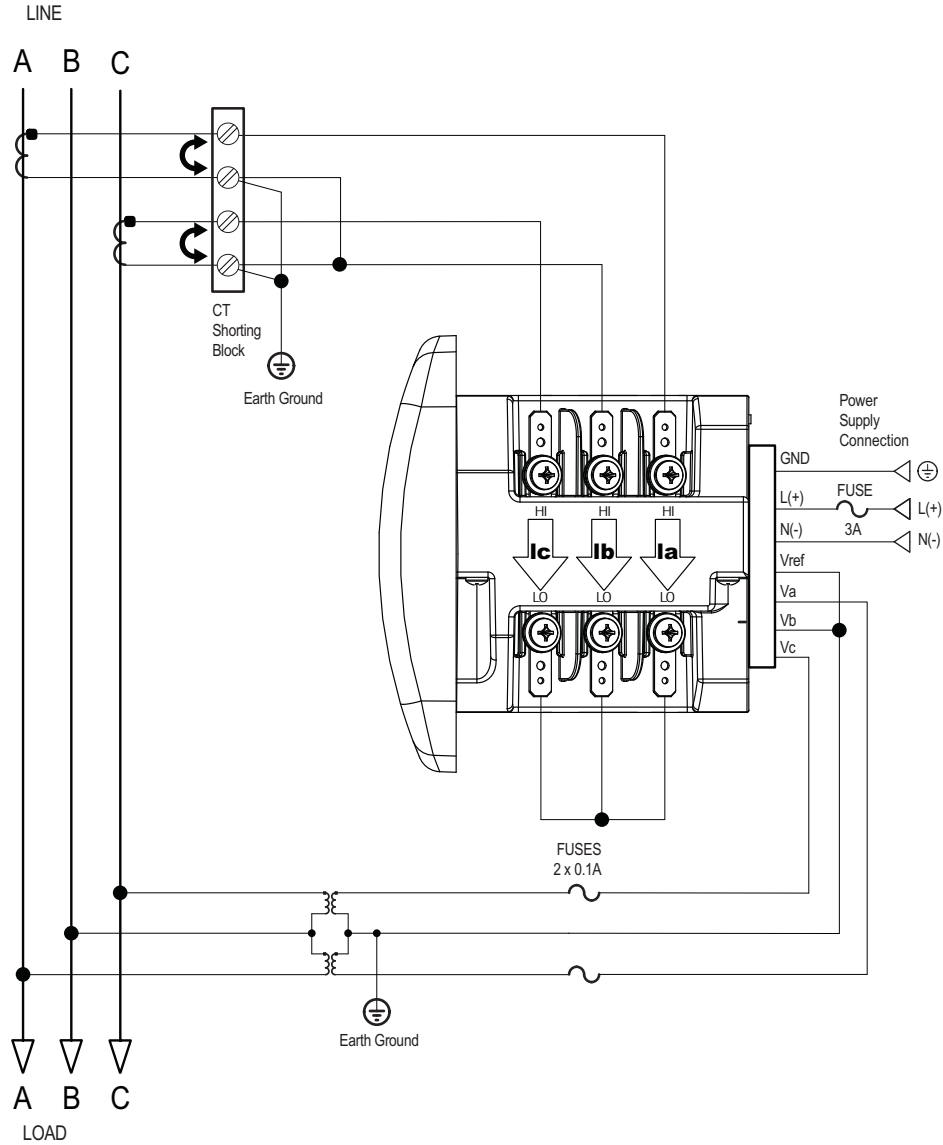 LINE
A B C
CT
Shorting
Block
Earth Ground
Power
Supply
Connection
GND
L(+)
FUSE
L(+)
3A
N(-)
N(-)
Vref
Va
Vb
Vc
HI HI HI
Ic Ib Ia
LO LO LO
FUSES
2 x 0.1A
Earth Ground
A B C
LOAD